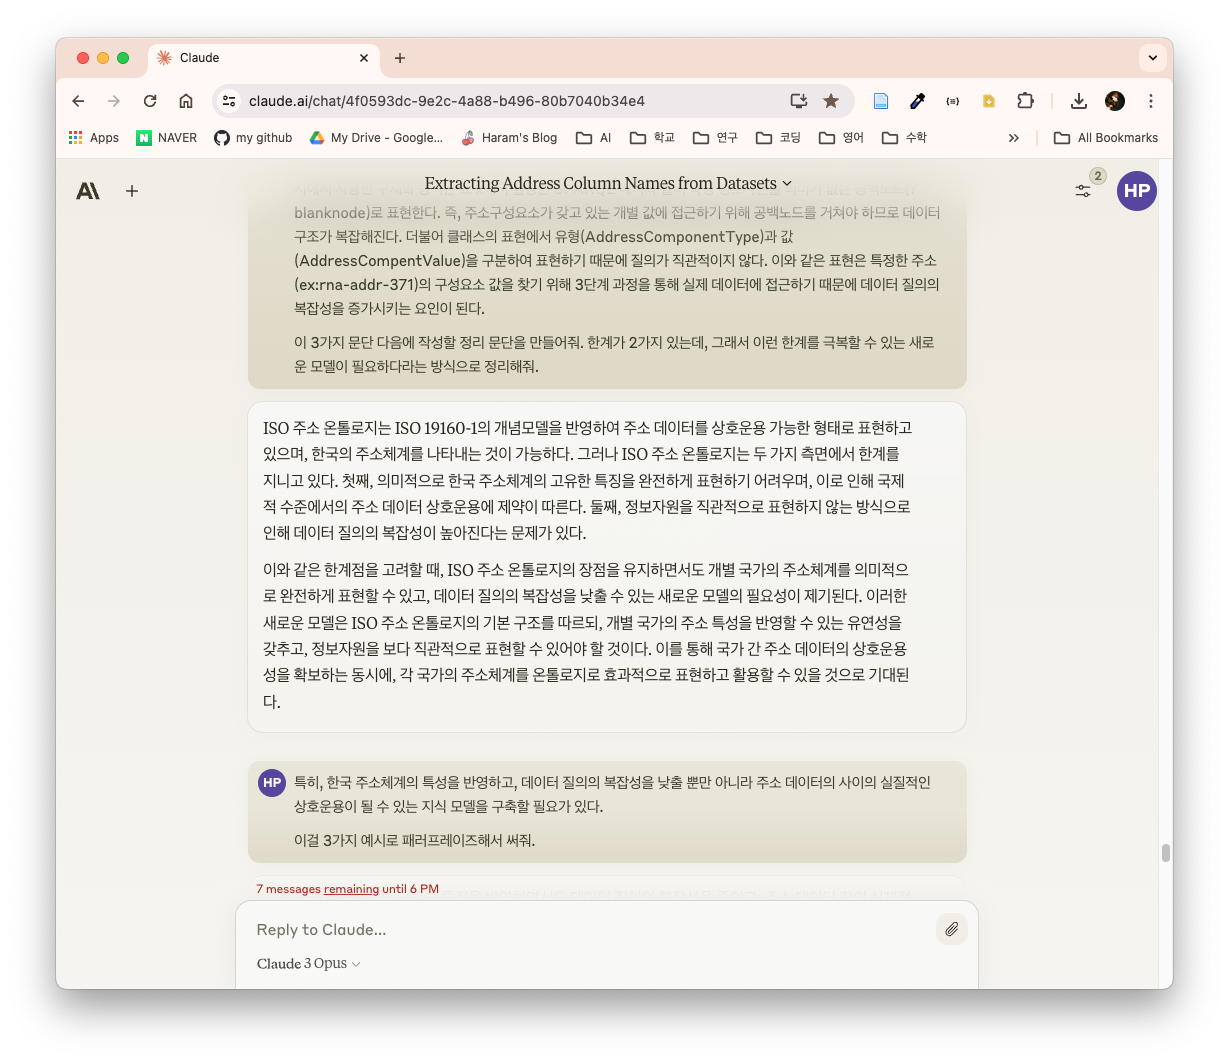 Claude
claude.ai/chat/4f0593dc-9e2c-4a88-b496-80b7040b34e4
Apps
NAVER
my github
My Drive - Google...
Haram's Blog
AI
학교
연구
코딩
영어
수학
All Bookmarks
Extracting Address Column Names from Datasets
2
HP
blanknode)로 표현한다. 즉, 주소구성요소가 갖고 있는 개별 값에 접근하기 위해 공백노드를 거쳐야 하므로 데이터
구조가 복잡해진다. 더불어 클래스의 표현에서 유형(AddressComponentType)과 값
(AddressCompentValue)을 구분하여 표현하기 때문에 질의가 직관적이지 않다. 이와 같은 표현은 특정한 주소
(ex:rna-addr-371)의 구성요소 값을 찾기 위해 3단계 과정을 통해 실제 데이터에 접근하기 때문에 데이터 질의의
복잡성을 증가시키는 요인이 된다.
이 3가지 문단 다음에 작성할 정리 문단을 만들어줘. 한계가 2가지 있는데, 그래서 이런 한계를 극복할 수 있는 새로
운 모델이 필요하다라는 방식으로 정리해줘.
ISO 주소 온톨로지는 ISO 19160-1의 개념모델을 반영하여 주소 데이터를 상호운용 가능한 형태로 표현하고
있으며, 한국의 주소체계를 나타내는 것이 가능하다. 그러나 ISO 주소 온톨로지는 두 가지 측면에서 한계를
지니고 있다. 첫째, 의미적으로 한국 주소체계의 고유한 특징을 완전하게 표현하기 어려우며, 이로 인해 국제
적 수준에서의 주소 데이터 상호운용에 제약이 따른다. 둘째, 정보자원을 직관적으로 표현하지 않는 방식으로
인해 데이터 질의의 복잡성이 높아진다는 문제가 있다.
이와 같은 한계점을 고려할 때, ISO 주소 온톨로지의 장점을 유지하면서도 개별 국가의 주소체계를 의미적으
로 완전하게 표현할 수 있고, 데이터 질의의 복잡성을 낮출 수 있는 새로운 모델의 필요성이 제기된다. 이러한
새로운 모델은 ISO 주소 온톨로지의 기본 구조를 따르되, 개별 국가의 주소 특성을 반영할 수 있는 유연성을
갖추고, 정보자원을 보다 직관적으로 표현할 수 있어야 할 것이다. 이를 통해 국가 간 주소 데이터의 상호운용
성을 확보하는 동시에, 각 국가의 주소체계를 온톨로지로 효과적으로 표현하고 활용할 수 있을 것으로 기대된
다.
HP
특히, 한국 주소체계의 특성을 반영하고, 데이터 질의의 복잡성을 낮출 뿐만 아니라 주소 데이터의 사이의 실질적인
상호운용이 될 수 있는 지식 모델을 구축할 필요가 있다.
이걸 3가지 예시로 패러프레이즈해서 써줘.
7 messages remaining until 6 PM
Reply to Claude...
Claude 3 Opus